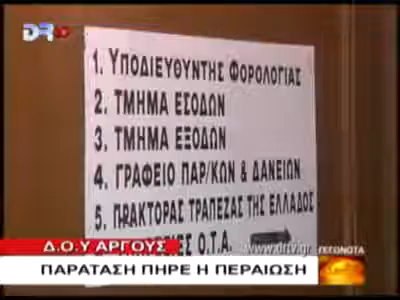 DRTV
1. ΥΠΟΔΙΕΥΘΥΝΤΗΣ ΦΟΡΟΛΟΓΙΑΣ
2. ΤΜΗΜΑ ΕΣΟΔΩΝ
3. ΤΜΗΜΑ ΕΞΟΔΩΝ
4. ΓΡΑΦΕΙΟ ΠΑΡ/ΚΩΝ & ΔΑΝΕΙΩΝ
5. ΠΡΑΚΤΟΡΑΣ ΤΡΑΠΕΖΑΣ ΤΗΣ ΕΛΛΑΔΟΣ
Ο.Τ.Α.
www.drtv.gr
ΓΕΓΟΝΟΤΑ
Δ.Ο.Υ ΑΡΓΟΥΣ
ΠΑΡΑΤΑΣΗ ΠΗΡΕ Η ΠΕΡΑΙΩΣΗ